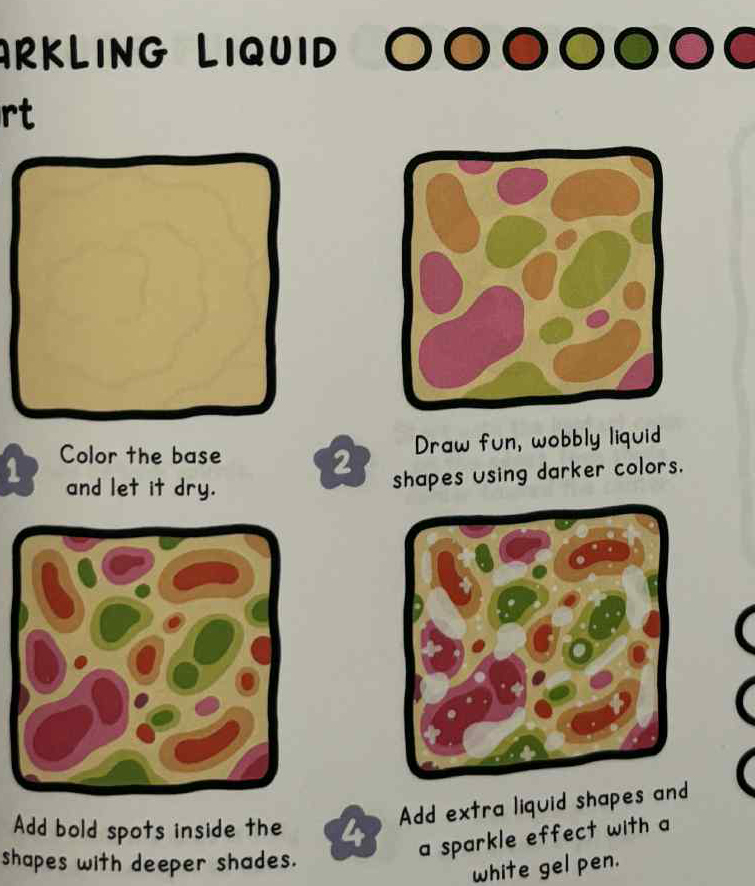 ARKLING LIQUID
rt
1
Color the base
and let it dry.
2
Draw fun, wobbly liquid
shapes using darker colors.
Add bold spots inside the
shapes with deeper shades.
4
Add extra liquid shapes and
a sparkle effect with a
white gel pen.